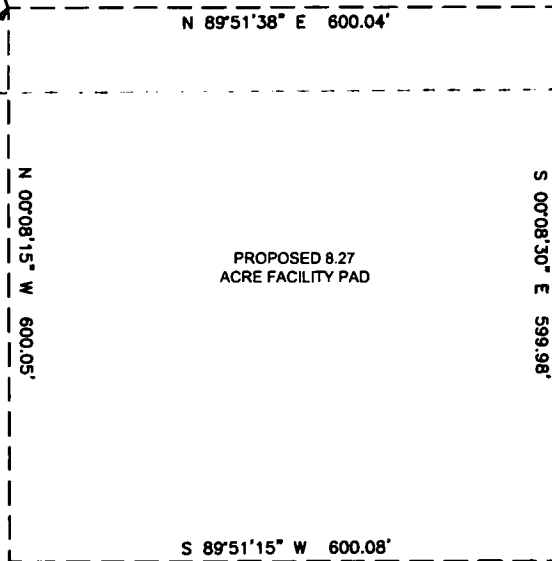 N 89°51'38" E 600.04'
N 00°08'15" W 600.05'
S 00°08'30" E 599.98'
PROPOSED 8.27
ACRE FACILITY PAD
S 89°51'15" W 600.08'